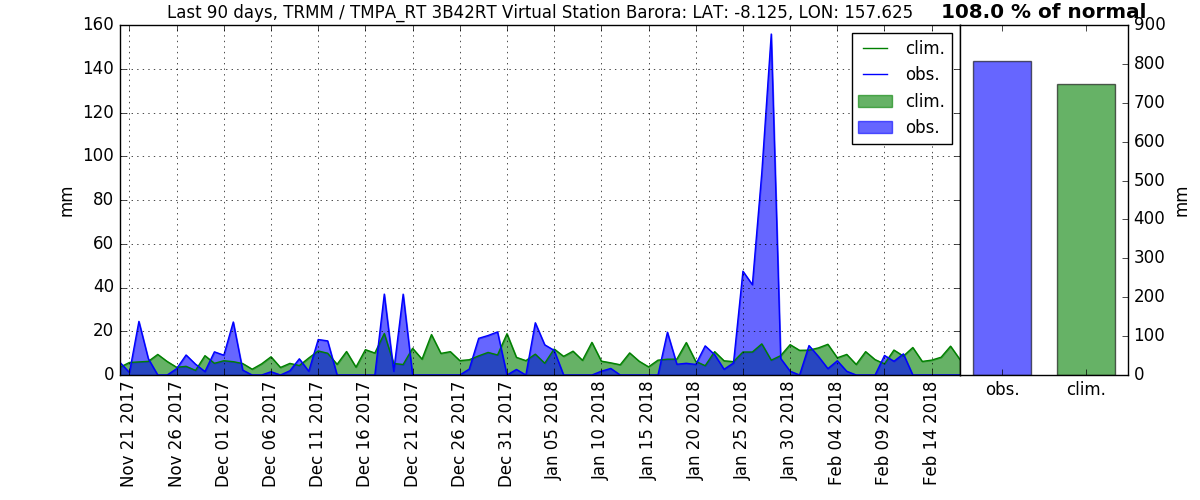 Last 90 days, TRMM / TMPA_RT 3B42RT Virtual Station Barora: LAT: -8.125, LON: 157.625
108.0 % of normal
160
140
120
100
80
60
40
20
0
mm
clim.
obs.
clim.
obs.
900
800
700
600
500
400
300
200
100
0
mm
Nov 21 2017
Nov 26 2017
Dec 01 2017
Dec 06 2017
Dec 11 2017
Dec 16 2017
Dec 21 2017
Dec 26 2017
Dec 31 2017
Jan 05 2018
Jan 10 2018
Jan 15 2018
Jan 20 2018
Jan 25 2018
Jan 30 2018
Feb 04 2018
Feb 09 2018
Feb 14 2018
obs.
clim.